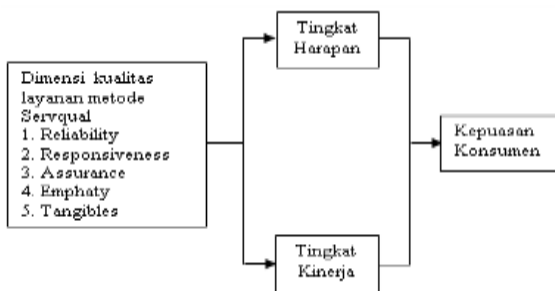 Dimensi kualitas
layanan metode
Servqual
1. Reliability
2. Responsiveness
3. Assurance
4. Emphaty
5. Tangibles
Tingkat
Harapan
Tingkat
Kinerja
Kepuasan
Konsumen